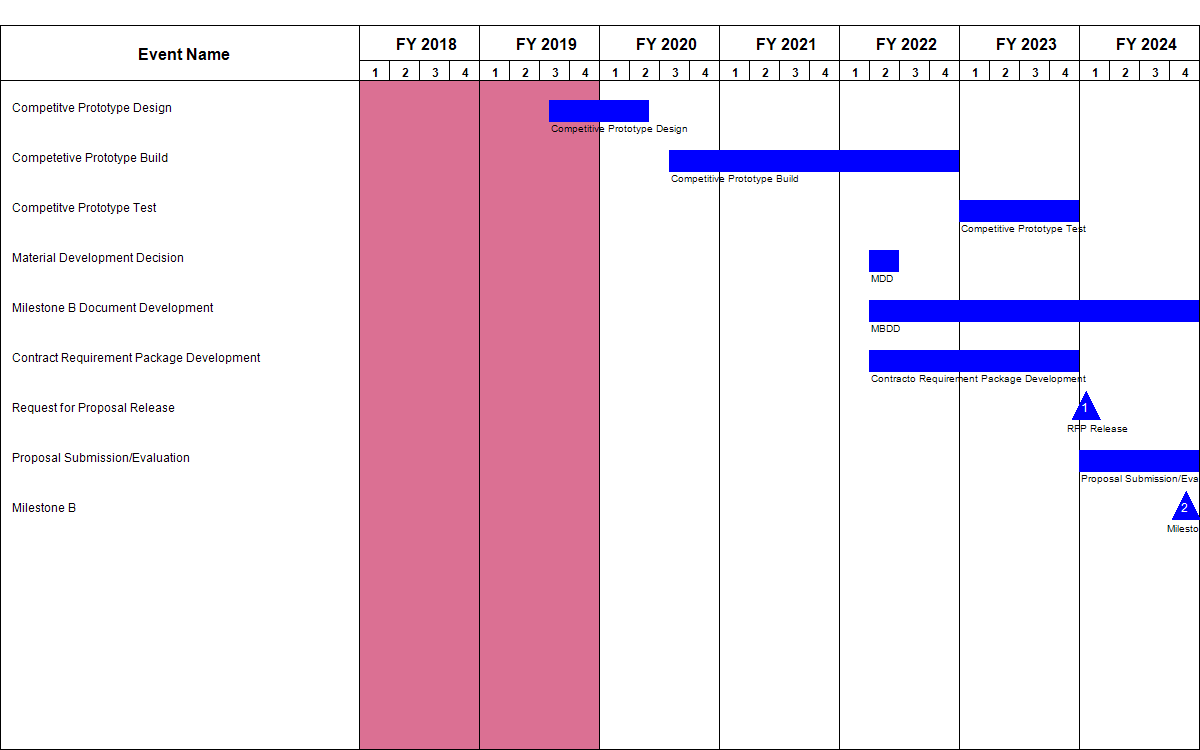 Event Name
FY 2018 FY 2019 FY 2020 FY 2021 FY 2022 FY 2023 FY 2024
1 2 3 4 1 2 3 4 1 2 3 4 1 2 3 4 1 2 3 4 1 2 3 4 1 2 3 4
Competitve Prototype Design
Competitive Prototype Design
Competetive Prototype Build
Competitive Prototype Build
Competitve Prototype Test
Competitive Prototype Test
Material Development Decision
MDD
Milestone B Document Development
MBDD
Contract Requirement Package Development
Contracto Requirement Package Development
Request for Proposal Release
1
RFP Release
Proposal Submission/Evaluation
Proposal Submission/Eva
Milestone B
2
Milesto